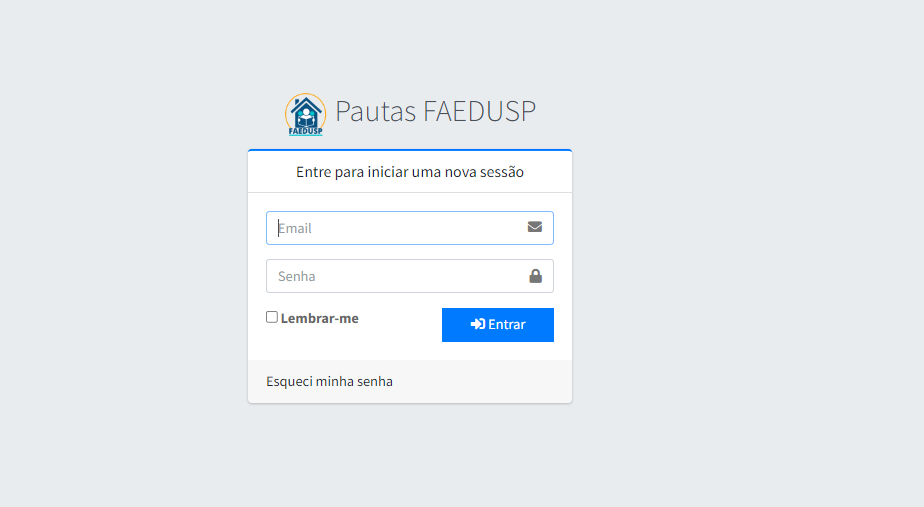 FAEDUSP
Pautas FAEDUSP
Entre para iniciar uma nova sessão
Email
Senha
Lembrar-me
Entrar
Esqueci minha senha